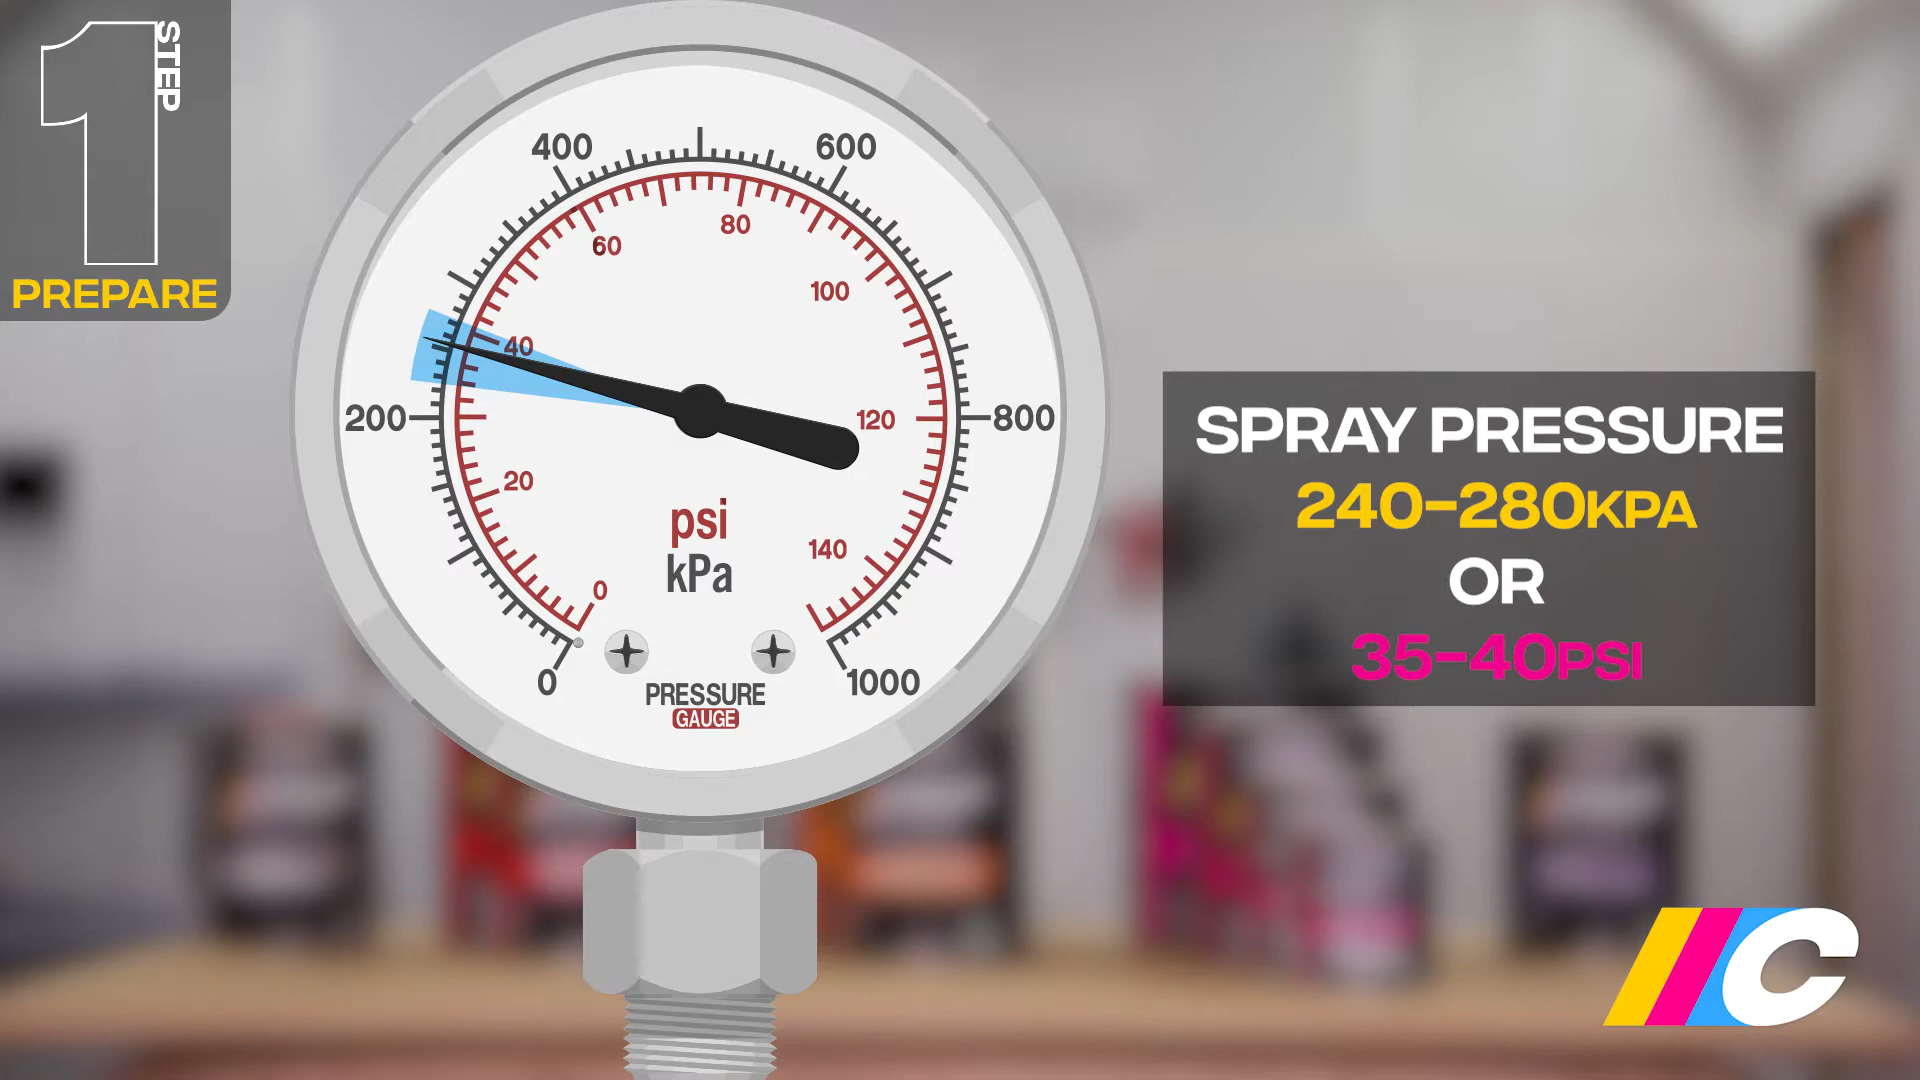 1
STEP
PREPARE
400
600
80
60
100
40
200
120
800
20
psi
140
kPa
0
0
1000
PRESSURE
GAUGE
SPRAY PRESSURE
240-280KPA
OR
35-40PSI
C